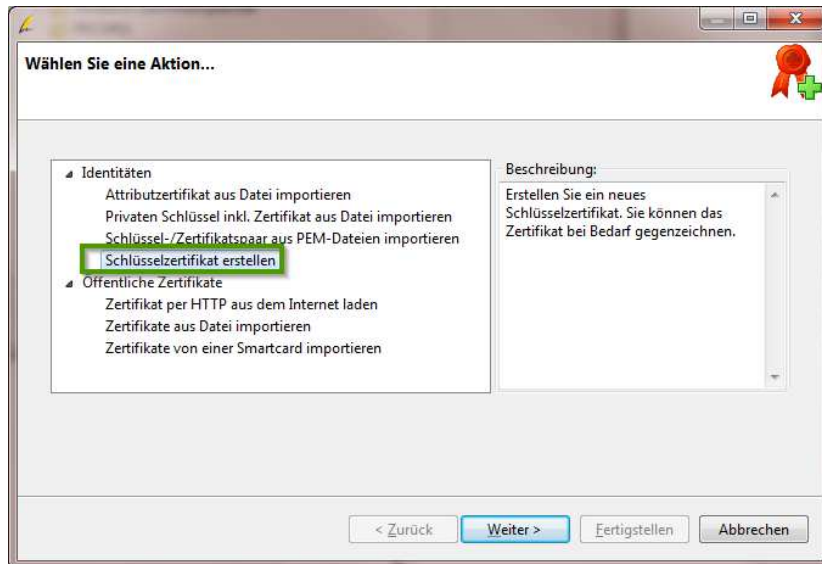 Wählen Sie eine Aktion...
Identitäten
Attributzertifikat aus Datei importieren
Privaten Schlüssel inkl. Zertifikat aus Datei importieren
Schlüssel-/Zertifikatspaar aus PEM-Dateien importieren
Schlüsselzertifikat erstellen
Öffentliche Zertifikate
Zertifikat per HTTP aus dem Internet laden
Zertifikate aus Datei importieren
Zertifikate von einer Smartcard importieren
Beschreibung:
Erstellen Sie ein neues
Schlüsselzertifikat. Sie können das
Zertifikat bei Bedarf gegenzeichnen.
< Zurück
Weiter >
Fertigstellen
Abbrechen